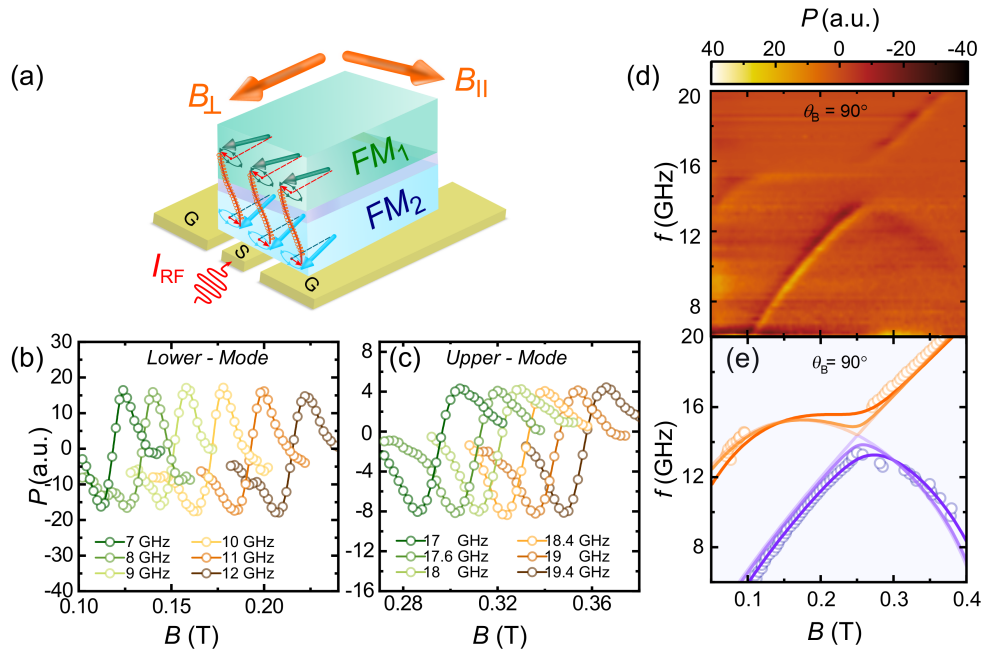 (a)
B⊥
B||
FM1
FM2
G
S
G
IRF
P (a.u.)
40 20 0 -20 -40
(d)
θB = 90°
20
16
12
8
20
f (GHz)
(b)
Lower - Mode
30
20
10
0
-10
-20
-30
-40
P (a.u.)
7 GHz
8 GHz
9 GHz
10 GHz
11 GHz
12 GHz
0.10 0.15 0.20
B (T)
(c)
Upper - Mode
8
4
0
-4
-8
-12
-16
17 GHz
17.6 GHz
18 GHz
18.4 GHz
19 GHz
19.4 GHz
0.28 0.32 0.36
B (T)
(e)
θB = 90°
16
12
8
f (GHz)
0.1 0.2 0.3 0.4
B (T)